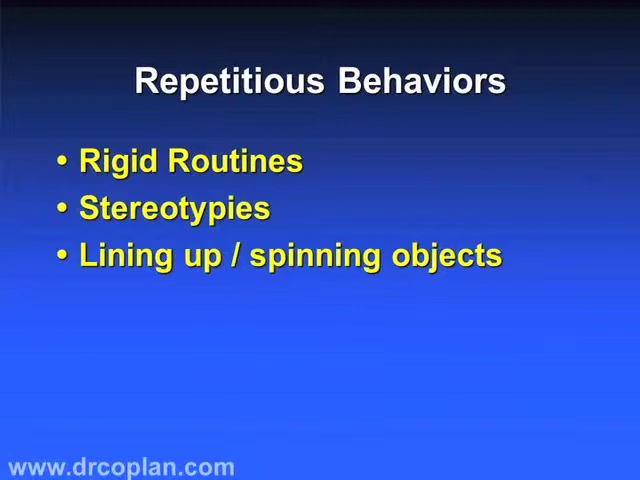 Repetitious Behaviors
• Rigid Routines
• Stereotypies
• Lining up / spinning objects
www.drcoplan.com